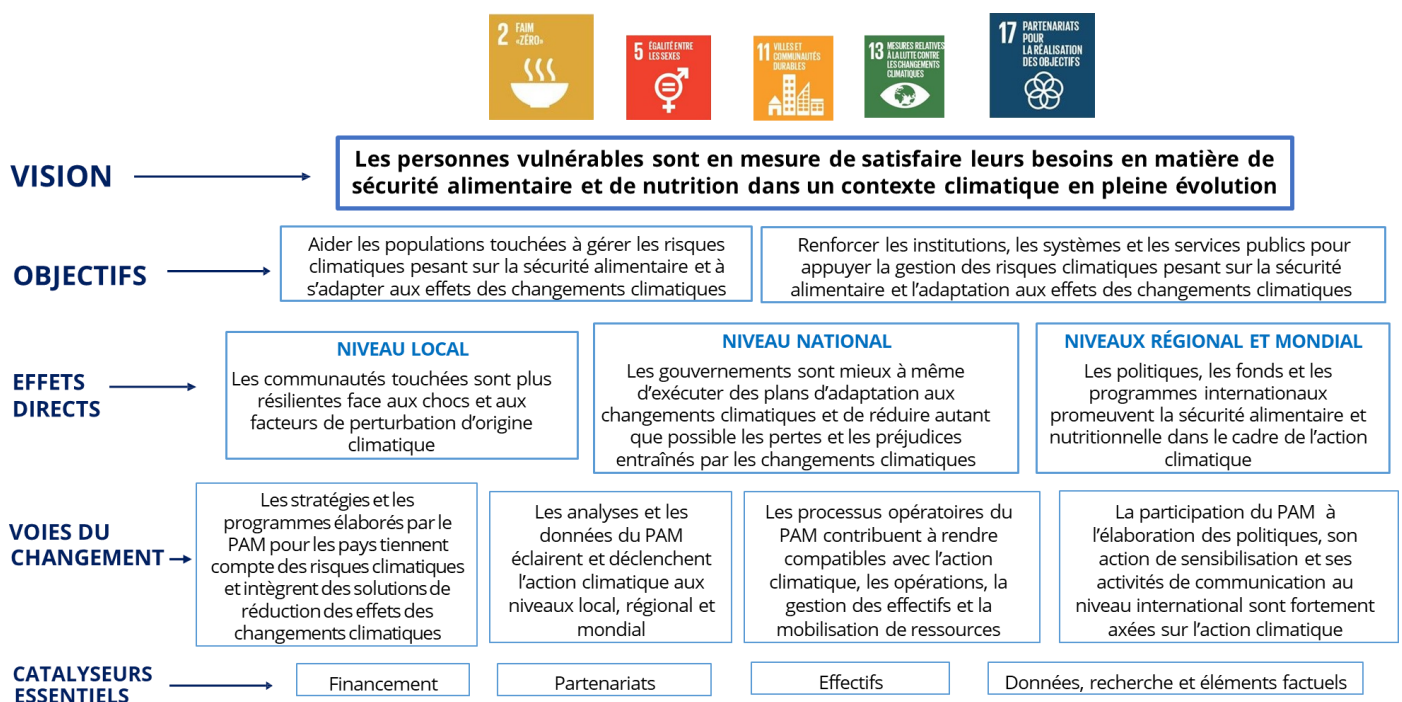 2 FAIM
«ZÉRO»
5 ÉGALITÉ ENTRE
LES SEXES
11 VILLES ET
COMMUNAUTÉS
DURABLES
13 MESURES RELATIVES
À LA LUTTE CONTRE
LES CHANGEMENTS
CLIMATIQUES
17 PARTENARIATS
POUR
LA RÉALISATION
DES OBJECTIFS
VISION
Les personnes vulnérables sont en mesure de satisfaire leurs besoins en matière de
sécurité alimentaire et de nutrition dans un contexte climatique en pleine évolution
OBJECTIFS
Aider les populations touchées à gérer les risques
climatiques pesant sur la sécurité alimentaire et à
s’adapter aux effets des changements climatiques
Renforcer les institutions, les systèmes et les services publics pour
appuyer la gestion des risques climatiques pesant sur la sécurité
alimentaire et l’adaptation aux effets des changements climatiques
EFFETS
DIRECTS
NIVEAU LOCAL
Les communautés touchées sont plus
résilientes face aux chocs et aux
facteurs de perturbation d’origine
climatique
NIVEAU NATIONAL
Les gouvernements sont mieux à même
d’exécuter des plans d’adaptation aux
changements climatiques et de réduire autant
que possible les pertes et les préjudices
entraînés par les changements climatiques
NIVEAUX RÉGIONAL ET MONDIAL
Les politiques, les fonds et les
programmes internationaux
promeuvent la sécurité alimentaire et
nutritionnelle dans le cadre de l’action
climatique
VOIES DU
CHANGEMENT
Les stratégies et les
programmes élaborés par le
PAM pour les pays tiennent
compte des risques climatiques
et intègrent des solutions de
réduction des effets des
changements climatiques
Les analyses et les
données du PAM
éclairent et déclenchent
l’action climatique aux
niveaux local, régional et
mondial
Les processus opératoires du
PAM contribuent à rendre
compatibles avec l’action
climatique, les opérations, la
gestion des effectifs et la
mobilisation de ressources
La participation du PAM à
l’élaboration des politiques, son
action de sensibilisation et ses
activités de communication au
niveau international sont fortement
axées sur l’action climatique
CATALYSEURS
ESSENTIELS
Financement
Partenariats
Effectifs
Données, recherche et éléments factuels